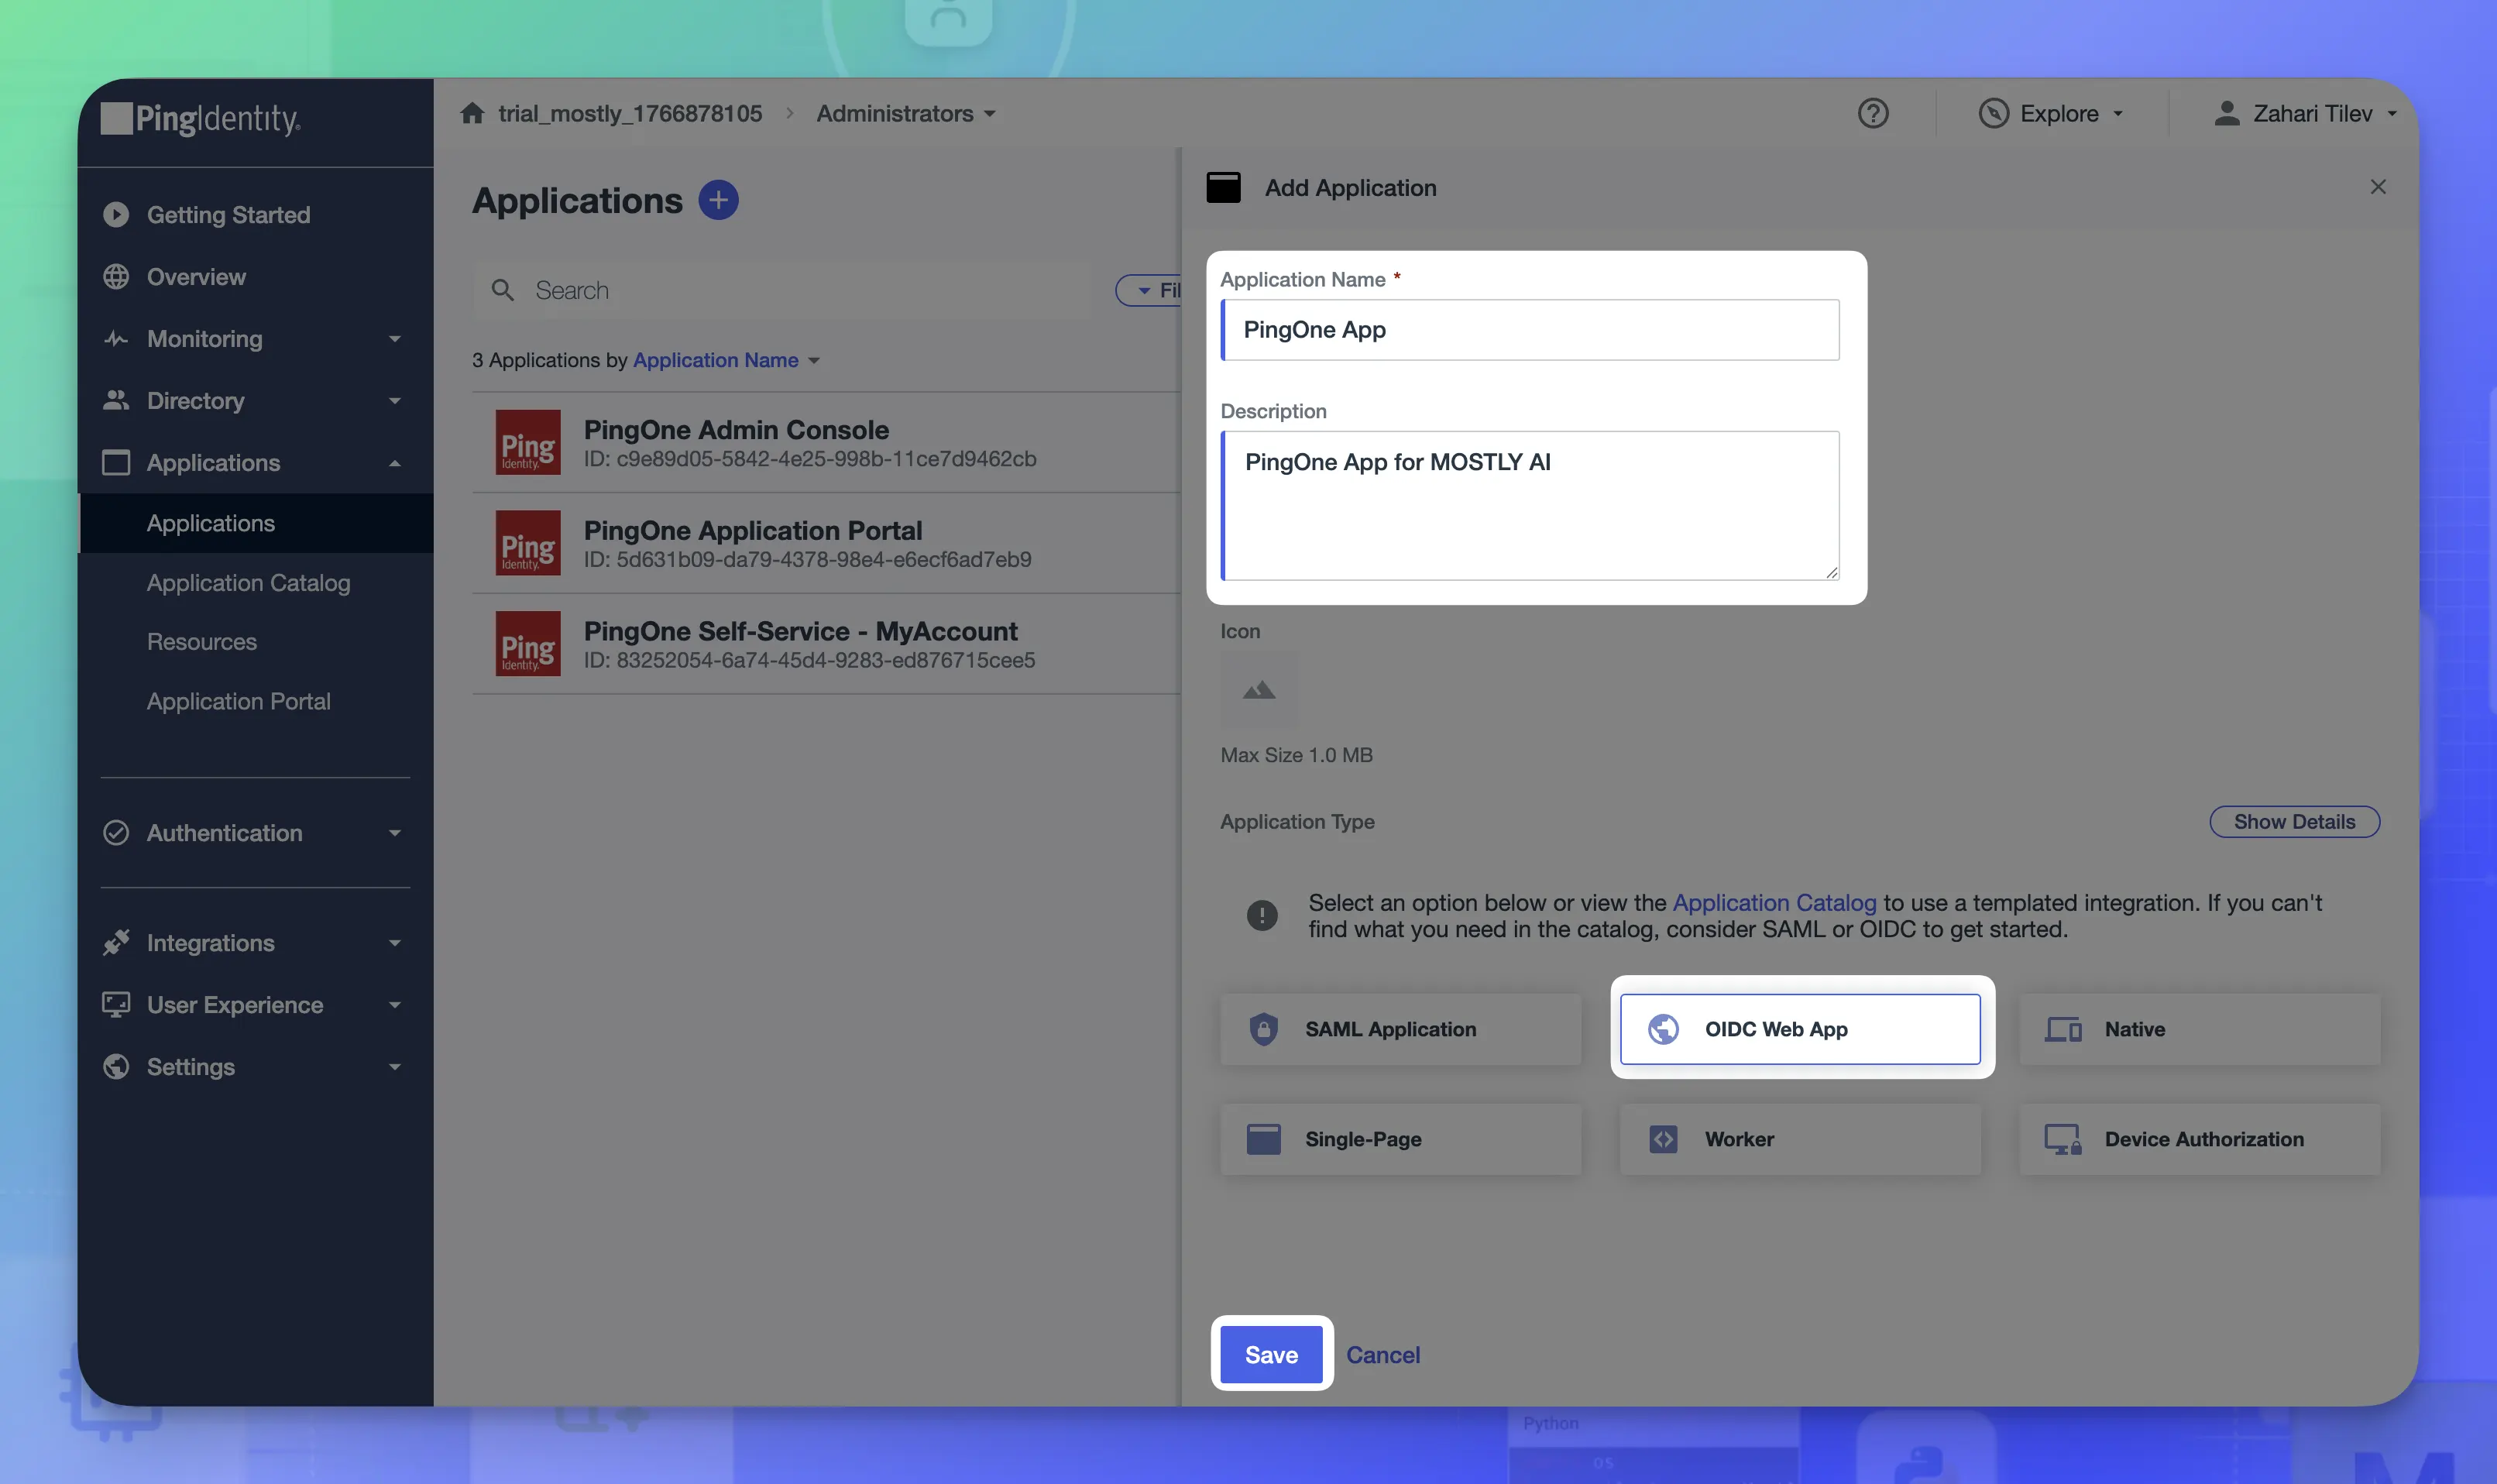 PingIdentity®
trial_mostly_1766878105 > Administrators
Explore
Zahari Tilev
Getting Started
Overview
Monitoring
Directory
Applications
Applications
Application Catalog
Resources
Application Portal
Authentication
Integrations
User Experience
Settings
Applications
Search
Fil
3 Applications by Application Name
Ping Identity.
PingOne Admin Console
ID: c9e89d05-5842-4e25-998b-11ce7d9462cb
Ping Identity.
PingOne Application Portal
ID: 5d631b09-da79-4378-98e4-e6ecf6ad7eb9
Ping Identity.
PingOne Self-Service - MyAccount
ID: 83252054-6a74-45d4-9283-ed876715cee5
Add Application
Application Name *
PingOne App
Description
PingOne App for MOSTLY AI
Icon
Max Size 1.0 MB
Application Type
Show Details
Select an option below or view the Application Catalog to use a templated integration. If you can't
find what you need in the catalog, consider SAML or OIDC to get started.
SAML Application
OIDC Web App
Native
Single-Page
Worker
Device Authorization
Save
Cancel
Python
os